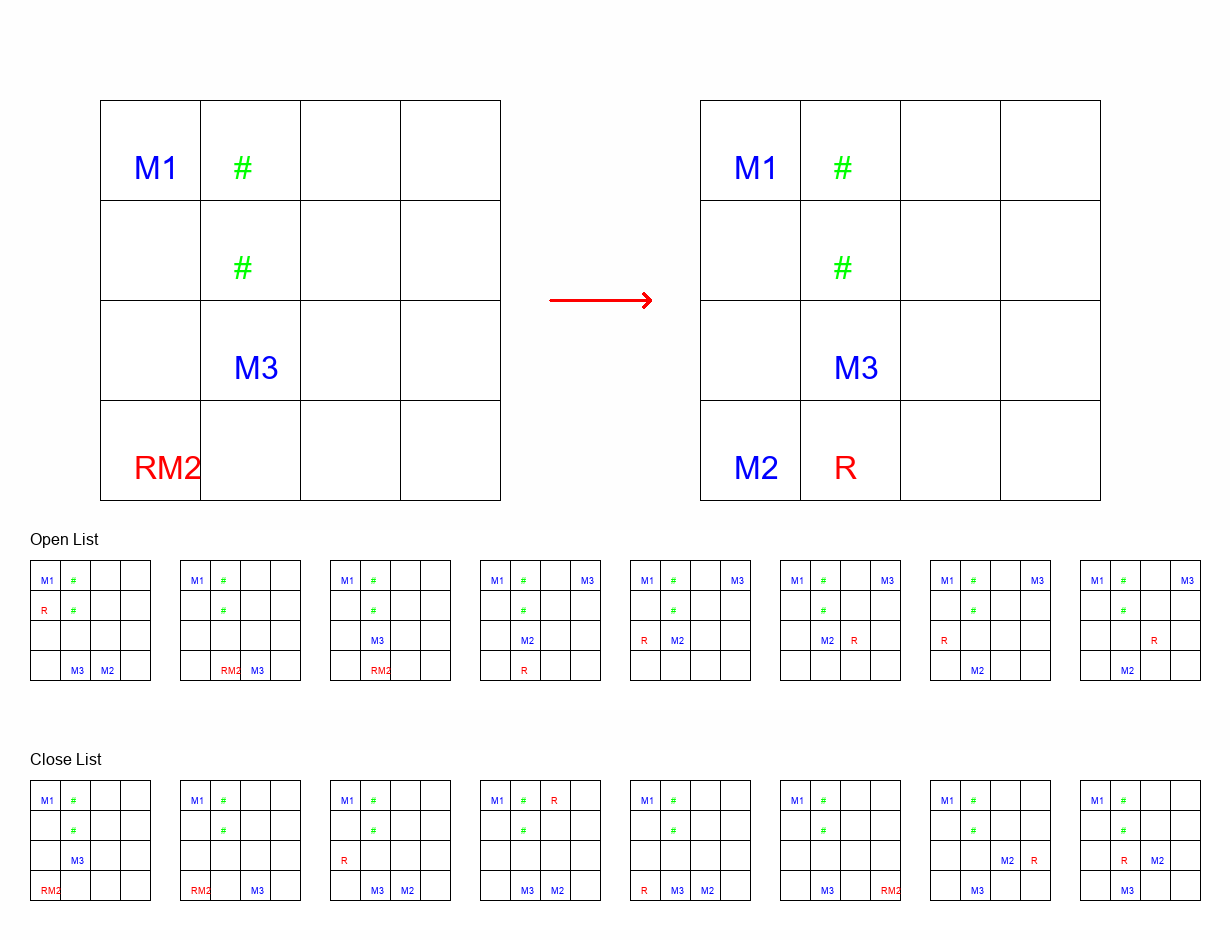 M1 # M1 #
# #
M3 M3
RM2 M2 R
Open List
M1 # M1 # M1 # M1 # M3 M1 # M3 M1 # M3 M1 # M3 M1 # M3
R # # # # # # # #
M3 M2 R M2 M2 R R R
M3 M2 RM2 M3 RM2 R M2 M2
Close List
M1 # M1 # M1 # M1 # R M1 # M1 # M1 # M1 #
# # # # # # # #
M3 R M2 R R M2
RM2 RM2 M3 M3 M2 M3 M2 R M3 M2 M3 RM2 M3 M3